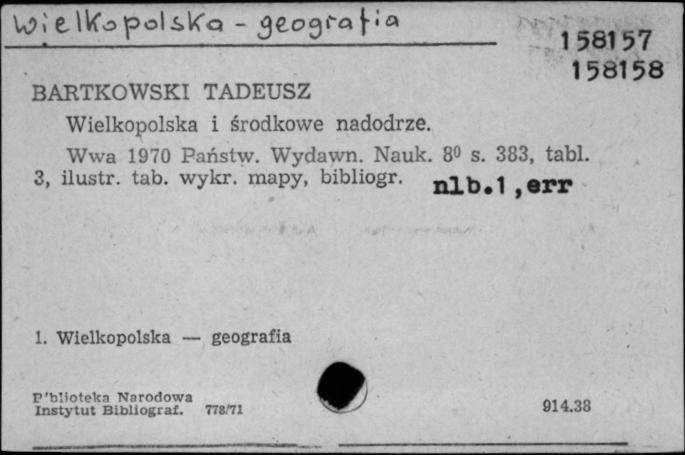 Wielkopolska - geografia
158157
158158
BARTKOWSKI TADEUSZ
Wielkopolska i środkowe nadodrze.
Wwa 1970 Państw. Wydawn. Nauk. 8⁰ s. 383, tabl.
3, ilustr. tab. wykr. mapy, bibliogr. nlb.1,err
1. Wielkopolska — geografia
B'blioteka Narodowa
Instytut Bibliograf. 778/71
914.38